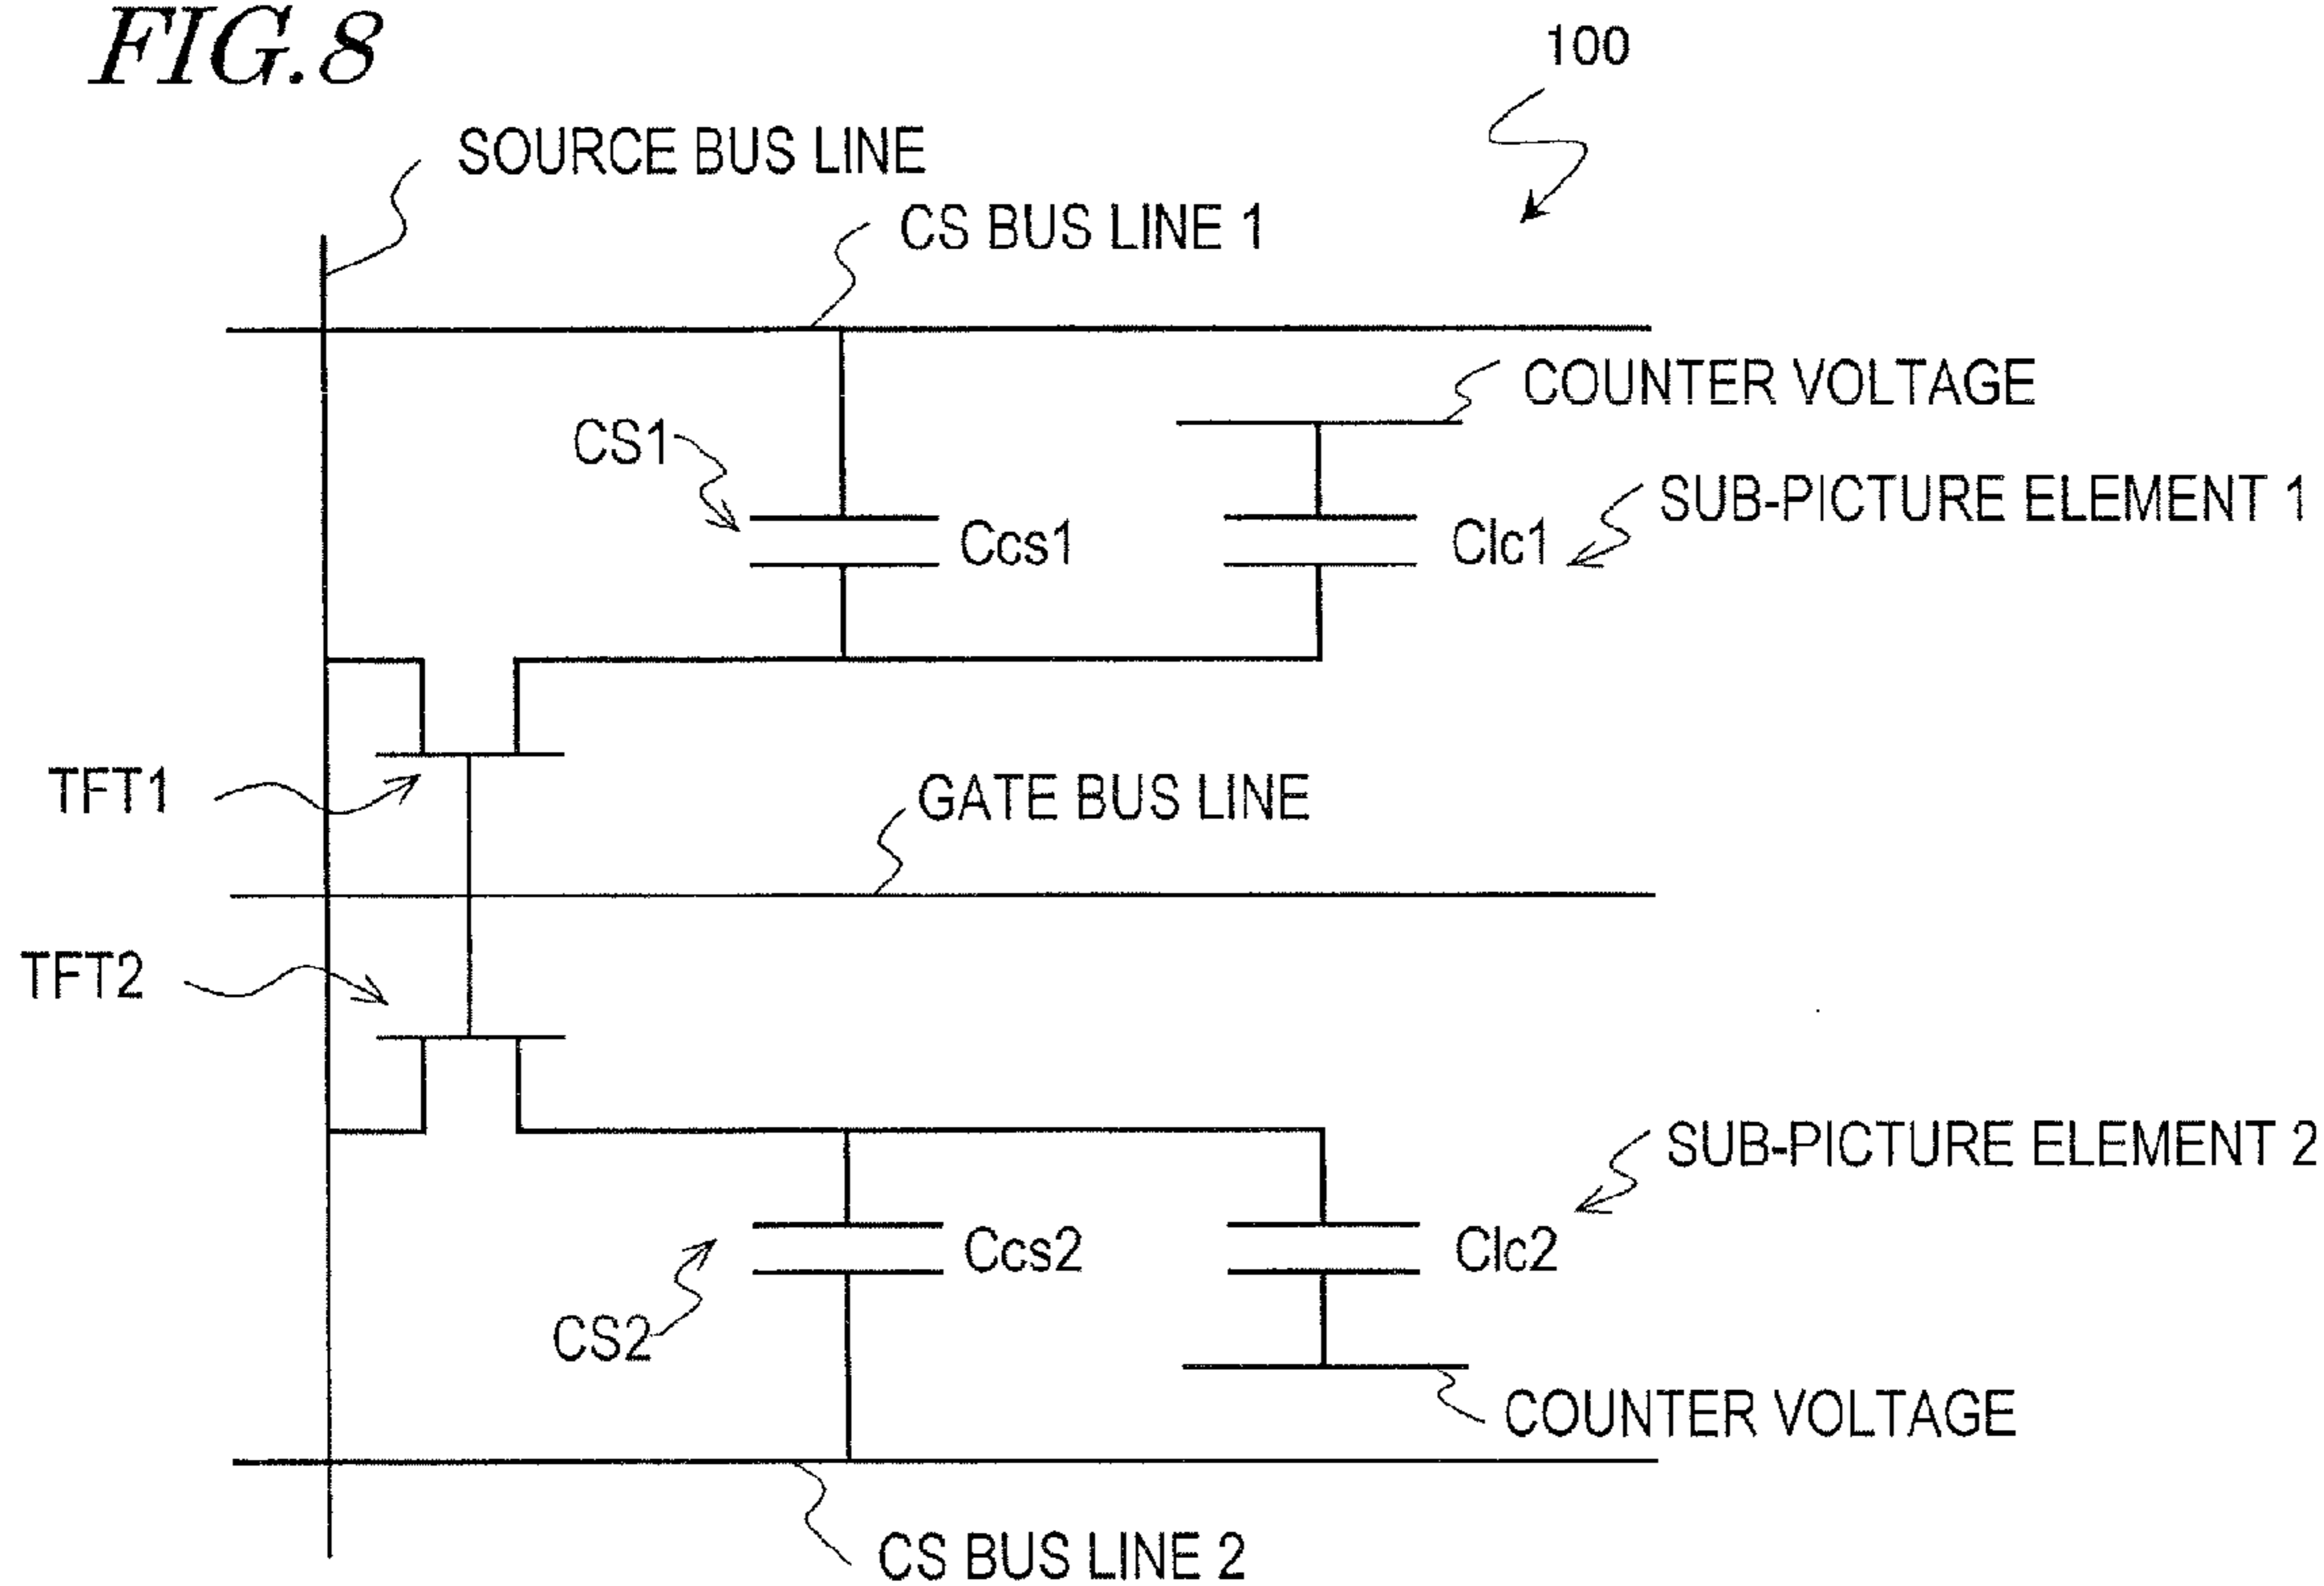 FIG.8
100
SOURCE BUS LINE
CS BUS LINE 1
COUNTER VOLTAGE
CS1
SUB-PICTURE ELEMENT 1
Ccs1
Clc1
TFT1
GATE BUS LINE
TFT2
SUB-PICTURE ELEMENT 2
Ccs2
Clc2
CS2
COUNTER VOLTAGE
CS BUS LINE 2